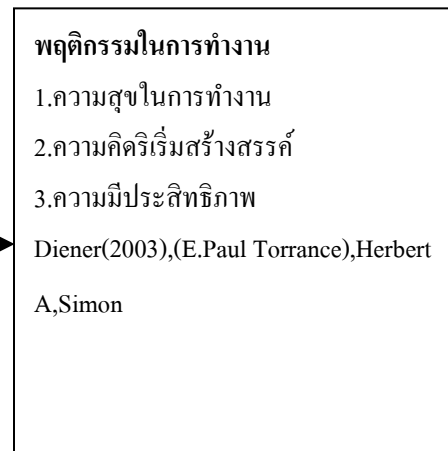 พฤติกรรมในการทำงาน
1.ความสุขในการทำงาน
2.ความคิดริเริ่มสร้างสรรค์
3.ความมีประสิทธิภาพ
Diener(2003),(E.Paul Torrance),Herbert
A,Simon